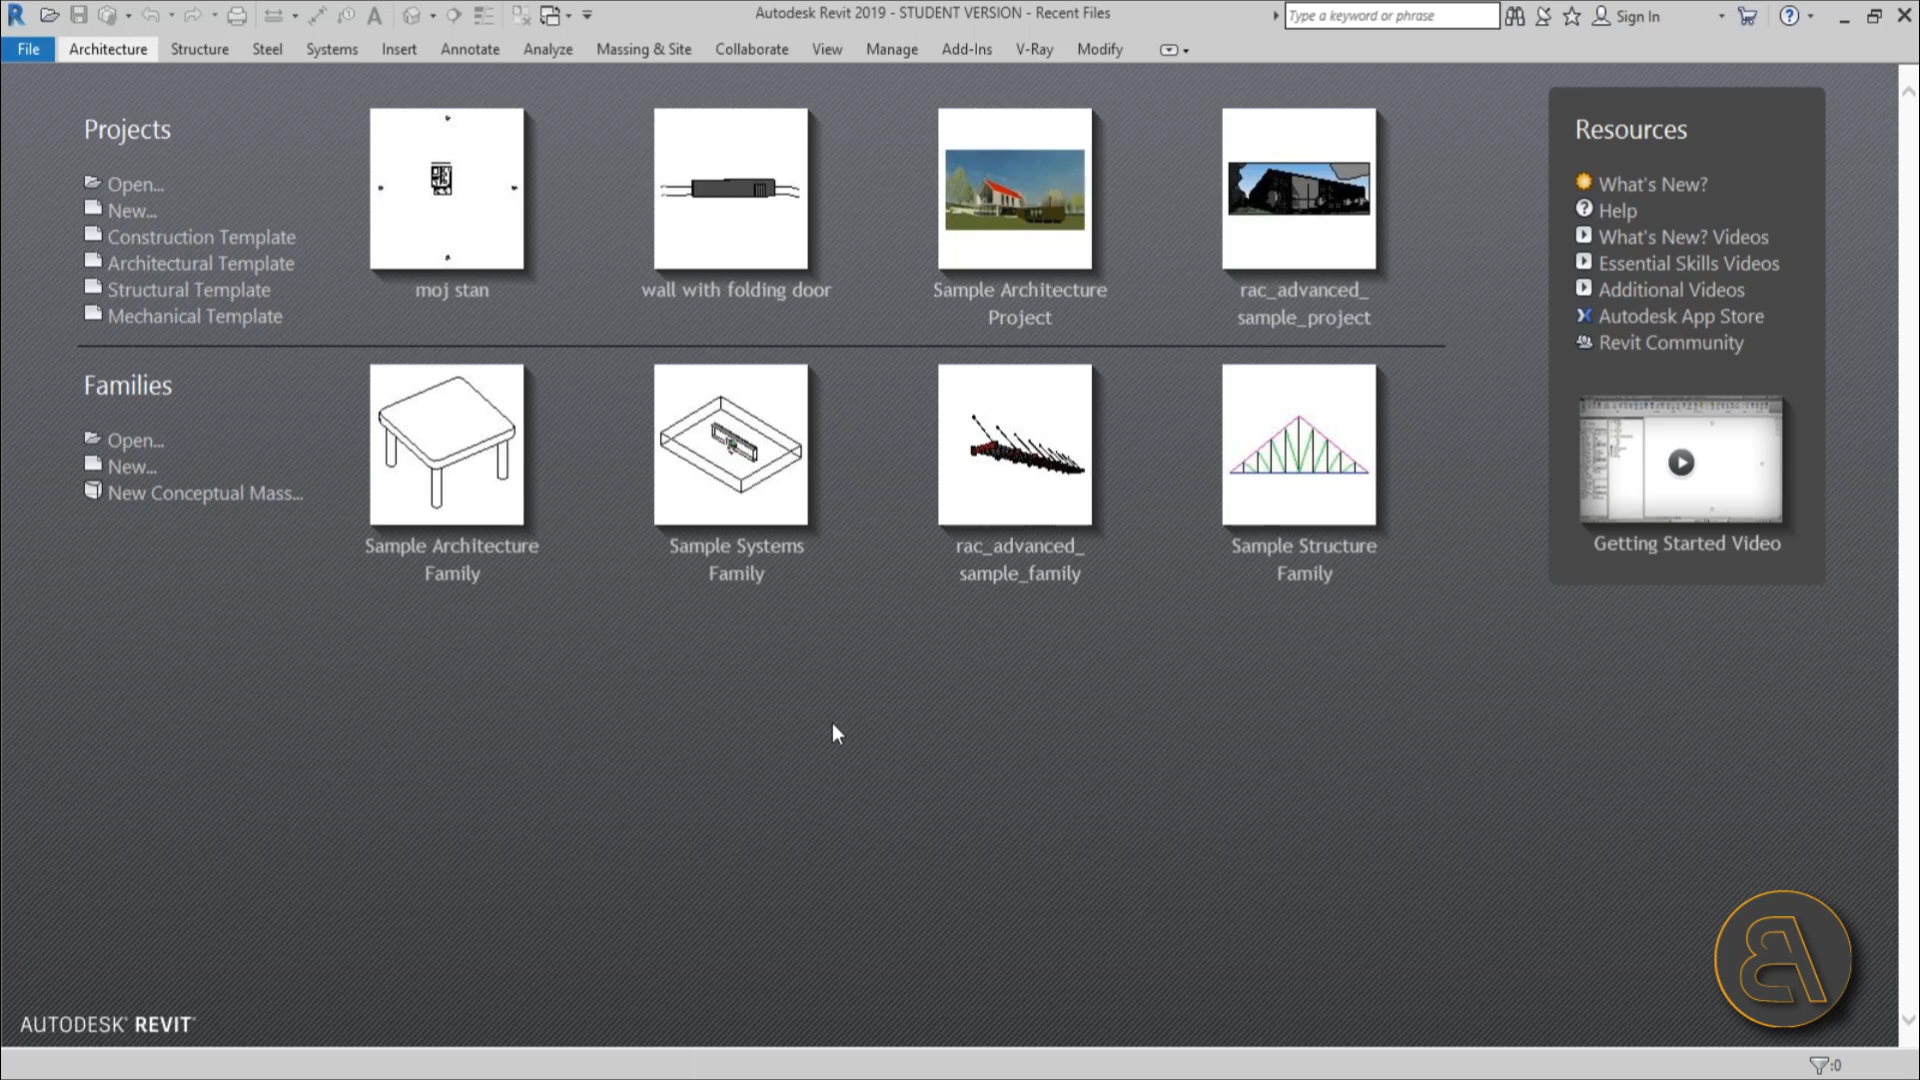 Autodesk Revit 2019 - STUDENT VERSION - Recent Files
Type a keyword or phrase
Sign In
File Architecture Structure Steel Systems Insert Annotate Analyze Massing & Site Collaborate View Manage Add-Ins V-Ray Modify
Projects
Open...
New...
Construction Template
Architectural Template
Structural Template
Mechanical Template
moj stan
wall with folding door
Sample Architecture
Project
rac_advanced_
sample_project
Families
Open...
New...
New Conceptual Mass...
Sample Architecture
Family
Sample Systems
Family
rac_advanced_
sample_family
Sample Structure
Family
Resources
What's New?
Help
What's New? Videos
Essential Skills Videos
Additional Videos
Autodesk App Store
Revit Community
Getting Started Video
AUTODESK® REVIT®
:0